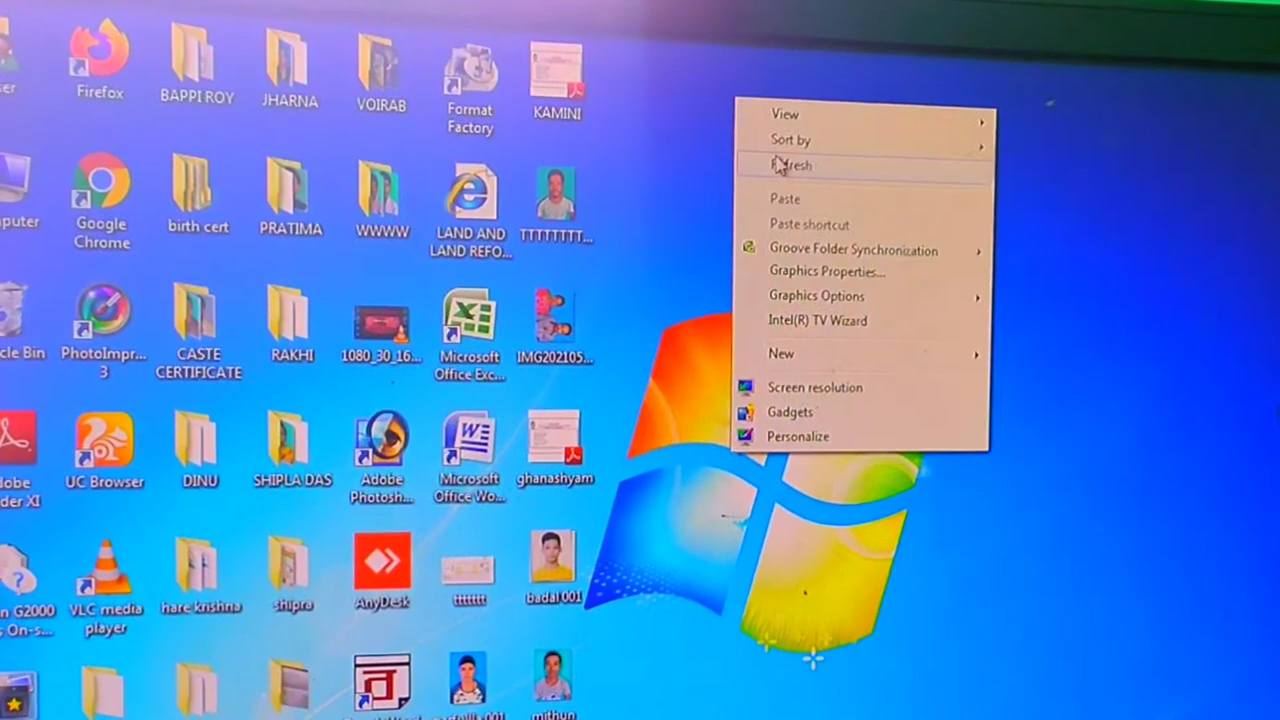 ser
Firefox
BAPPI ROY
JHARNA
VOIRAB
Format
Factory
KAMINI
puter
Google
Chrome
birth cert
PRATIMA
WWWW
LAND AND
LAND REFO...
TTTTTTTT...
cle Bin
PhotoImpr...
3
CASTE
CERTIFICATE
RAKHI
1080_30_16...
Microsoft
Office Exc...
IMG202105...
dobe
der XI
UC Browser
DINU
SHIPLA DAS
Adobe
Photosh...
Microsoft
Office Wo...
ghanashyam
n G2000
s On-s...
VLC media
player
hare krishna
shipra
AnyDesk
tttttt
badal 001
mithun
View
Sort by
Refresh
Paste
Paste shortcut
Groove Folder Synchronization
Graphics Properties...
Graphics Options
Intel(R) TV Wizard
New
Screen resolution
Gadgets
Personalize